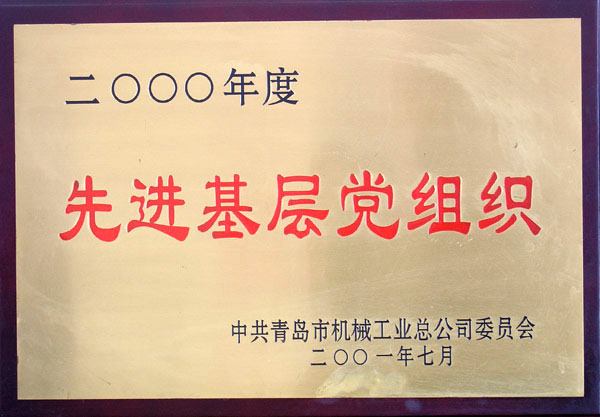 二〇〇〇年度
先进基层党组织
中共青岛市机械工业总公司委员会
二〇〇一年七月